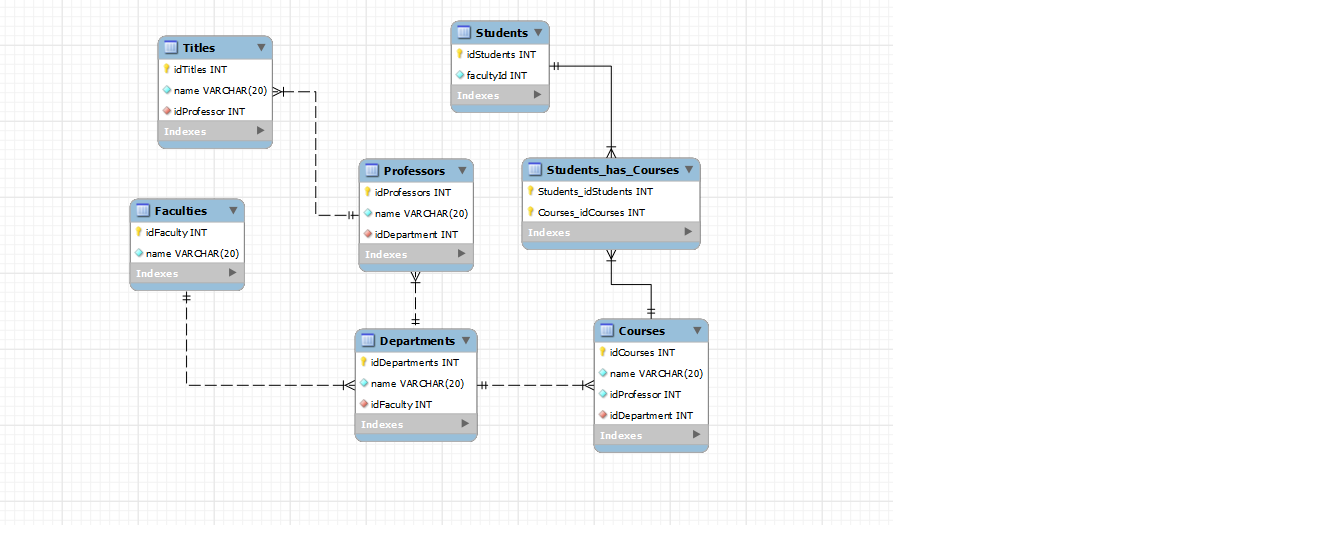 Titles
idTitles INT
name VARCHAR(20)
idProfessor INT
Indexes
Students
idStudents INT
facultyId INT
Indexes
Professors
idProfessors INT
name VARCHAR(20)
idDepartment INT
Indexes
Students_has_Courses
Students_idStudents INT
Courses_idCourses INT
Indexes
Faculties
idFaculty INT
name VARCHAR(20)
Indexes
Departments
idDepartments INT
name VARCHAR(20)
idFaculty INT
Indexes
Courses
idCourses INT
name VARCHAR(20)
idProfessor INT
idDepartment INT
Indexes